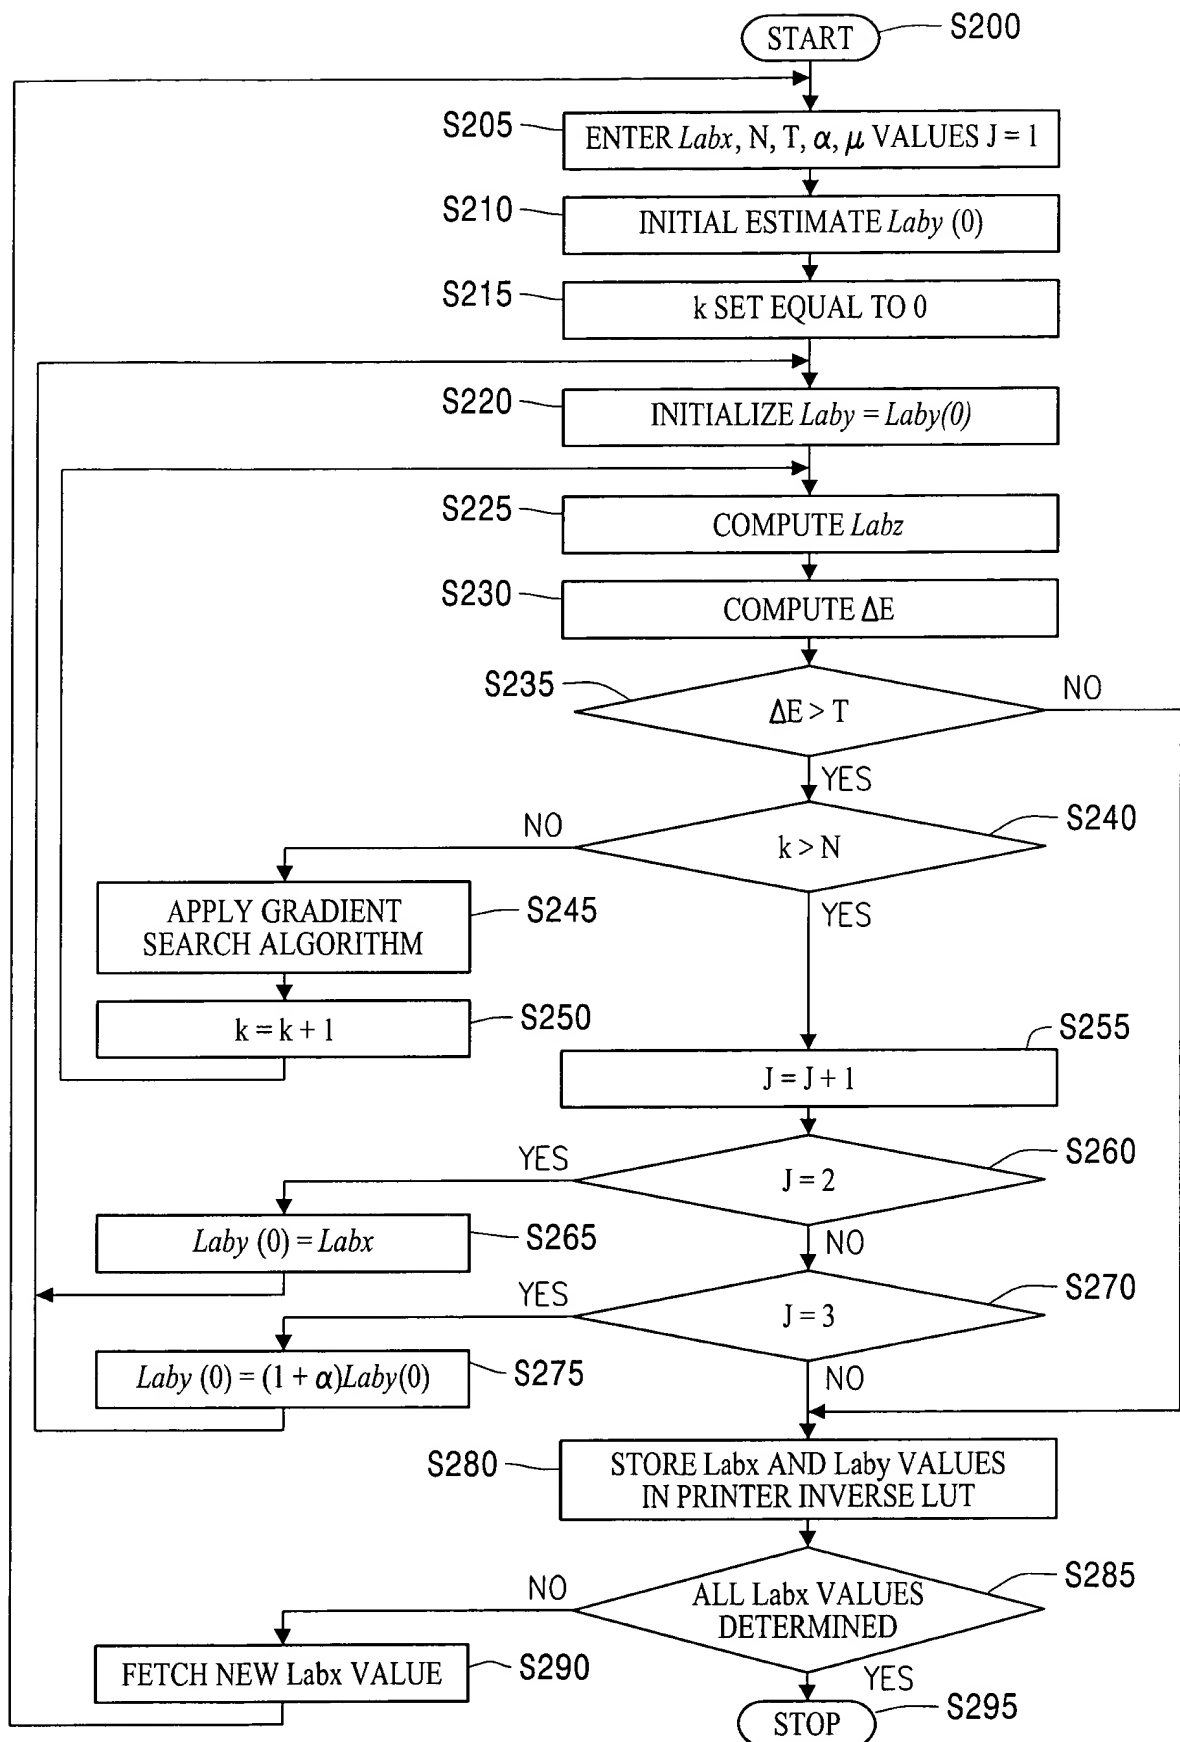 START
S200
S205
ENTER Labx, N, T, α, μ VALUES J = 1
S210
INITIAL ESTIMATE Laby (0)
S215
k SET EQUAL TO 0
S220
INITIALIZE Laby = Laby(0)
S225
COMPUTE Labz
S230
COMPUTE ΔE
S235
ΔE > T
NO
YES
S240
k > N
NO
YES
APPLY GRADIENT
SEARCH ALGORITHM
S245
k = k + 1
S250
S255
J = J + 1
S260
J = 2
YES
NO
Laby (0) = Labx
S265
S270
J = 3
YES
NO
Laby (0) = (1 + α)Laby(0)
S275
S280
STORE Labx AND Laby VALUES
IN PRINTER INVERSE LUT
S285
ALL Labx VALUES
DETERMINED
NO
YES
FETCH NEW Labx VALUE
S290
STOP
S295